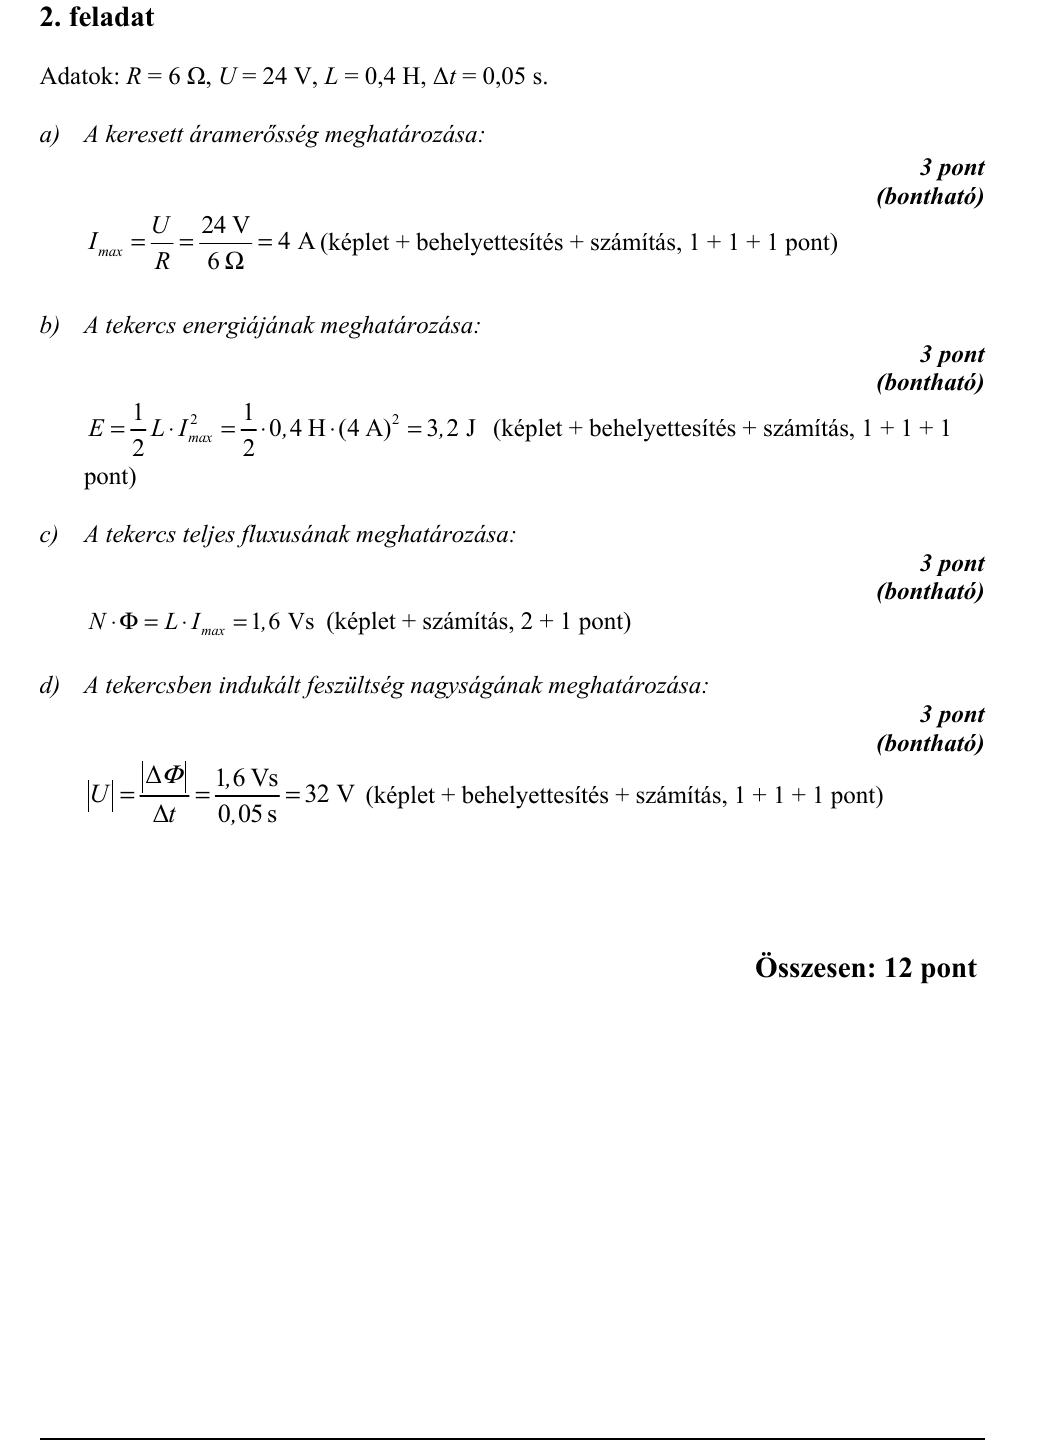 2. feladat
Adatok: R = 6 Ω, U = 24 V, L = 0,4 H, Δt = 0,05 s.
a) A keresett áramerősség meghatározása:
3 pont
(bontható)
I_max = U/R = 24 V/6 Ω = 4 A (képlet + behelyettesítés + számítás, 1 + 1 + 1 pont)
b) A tekercs energiájának meghatározása:
3 pont
(bontható)
E = 1/2 L · I²_max = 1/2 · 0,4 H · (4 A)² = 3,2 J (képlet + behelyettesítés + számítás, 1 + 1 + 1
pont)
c) A tekercs teljes fluxusának meghatározása:
3 pont
(bontható)
N · Φ = L · I_max = 1,6 Vs (képlet + számítás, 2 + 1 pont)
d) A tekercsben indukált feszültség nagyságának meghatározása:
3 pont
(bontható)
|U| = |ΔΦ|/Δt = 1,6 Vs/0,05 s = 32 V (képlet + behelyettesítés + számítás, 1 + 1 + 1 pont)
Összesen: 12 pont